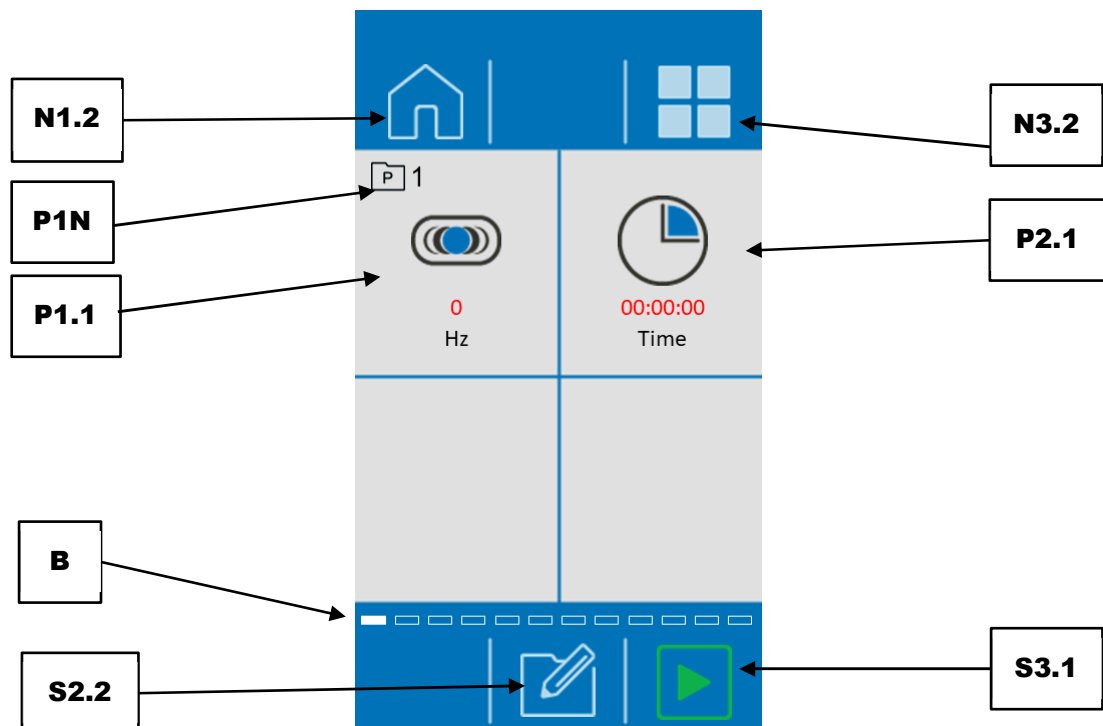 N1.2
N3.2
P 1
P1N
P2.1
P1.1
0
00:00:00
Hz
Time
B
S2.2
S3.1